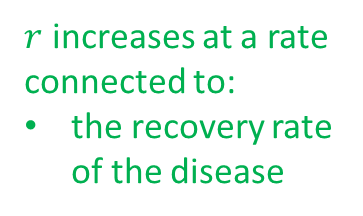 r increases at a rate
connected to:
• the recovery rate
of the disease